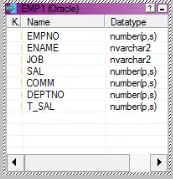 EMP1 (Oracle)
K. Name Datatype
EMPNO number(p,s)
ENAME nvarchar2
JOB nvarchar2
SAL number(p,s)
COMM number(p,s)
DEPTNO number(p,s)
T_SAL number(p,s)